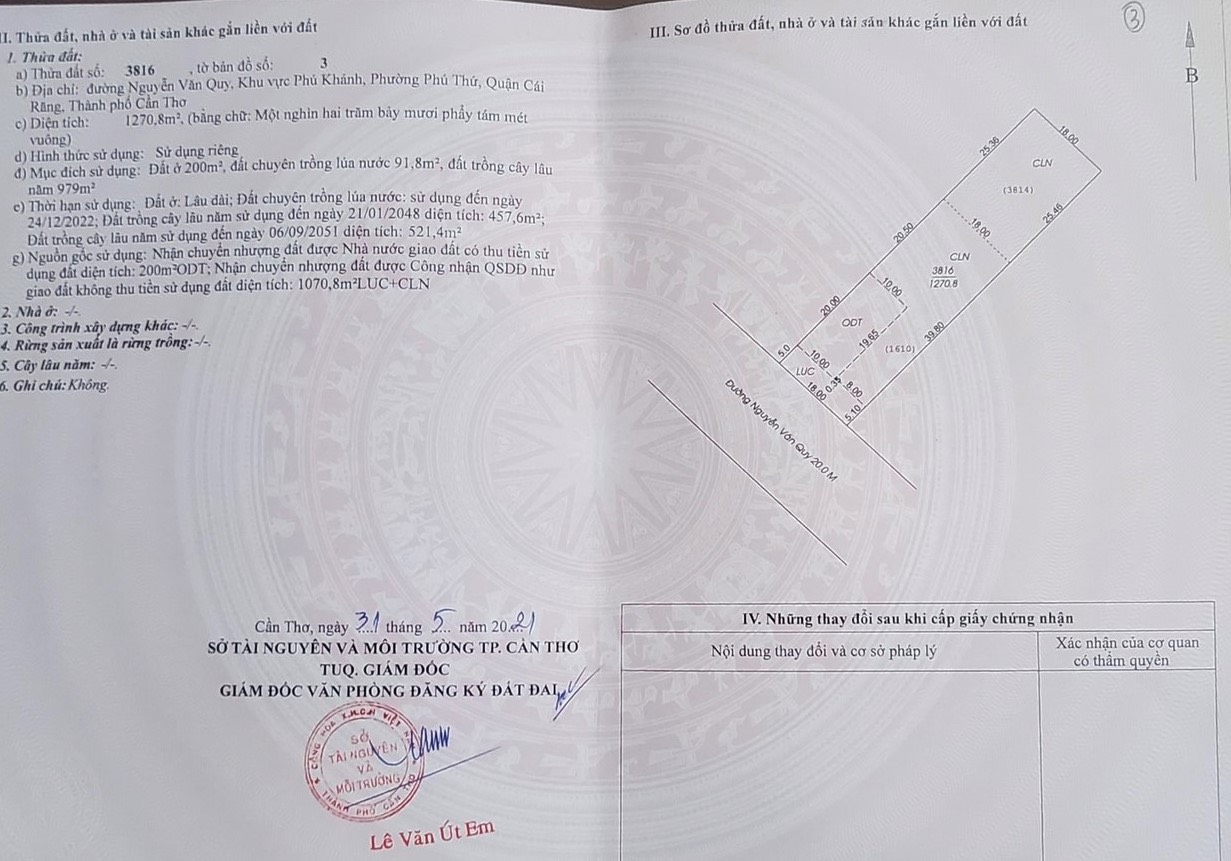 II. Thửa đất, nhà ở và tài sản khác gắn liền với đất
1. Thửa đất:
a) Thửa đất số: 3816 , tờ bản đồ số: 3
b) Địa chỉ: đường Nguyễn Văn Quy, Khu vực Phú Khánh, Phường Phú Thứ, Quận Cái
Răng, Thành phố Cần Thơ
c) Diện tích: 1270,8m², (bằng chữ: Một nghìn hai trăm bảy mươi phẩy tám mét
vuông)
d) Hình thức sử dụng: Sử dụng riêng
đ) Mục đích sử dụng: Đất ở 200m², đất chuyên trồng lúa nước 91,8m², đất trồng cây lâu
năm 979m²
e) Thời hạn sử dụng: Đất ở: Lâu dài; Đất chuyên trồng lúa nước: sử dụng đến ngày
24/12/2022; Đất trồng cây lâu năm sử dụng đến ngày 21/01/2048 diện tích: 457,6m²;
Đất trồng cây lâu năm sử dụng đến ngày 06/09/2051 diện tích: 521,4m²
g) Nguồn gốc sử dụng: Nhận chuyển nhượng đất được Nhà nước giao đất có thu tiền sử
dụng đất diện tích: 200m²ODT; Nhận chuyển nhượng đất được Công nhận QSDĐ như
giao đất không thu tiền sử dụng đất diện tích: 1070,8m²LUC+CLN
2. Nhà ở: -/-.
3. Công trình xây dựng khác: -/-.
4. Rừng sản xuất là rừng trồng: -/-.
5. Cây lâu năm: -/-.
6. Ghi chú: Không.
Cần Thơ, ngày 31 tháng 5 năm 2021
SỞ TÀI NGUYÊN VÀ MÔI TRƯỜNG TP. CẦN THƠ
TUQ. GIÁM ĐỐC
GIÁM ĐỐC VĂN PHÒNG ĐĂNG KÝ ĐẤT ĐAI
CỘNG HÒA X.H.C.H VIỆT NAM
SỞ
TÀI NGUYÊN
VÀ
MÔI TRƯỜNG
THÀNH PHỐ CẦN THƠ
Lê Văn Út Em
III. Sơ đồ thửa đất, nhà ở và tài sản khác gắn liền với đất
3
B
25.36
18.00
CLN
(3814)
25.46
20.50
18.00
CLN
3816
1270.8
10.00
20.00
ODT
19.65
(1610)
39.80
5.0
10.00
LUC
0.35
8.00
18.00
5.10
Đường Nguyễn Văn Quy 20.0 M
IV. Những thay đổi sau khi cấp giấy chứng nhận
Nội dung thay đổi và cơ sở pháp lý
Xác nhận của cơ quan
có thẩm quyền